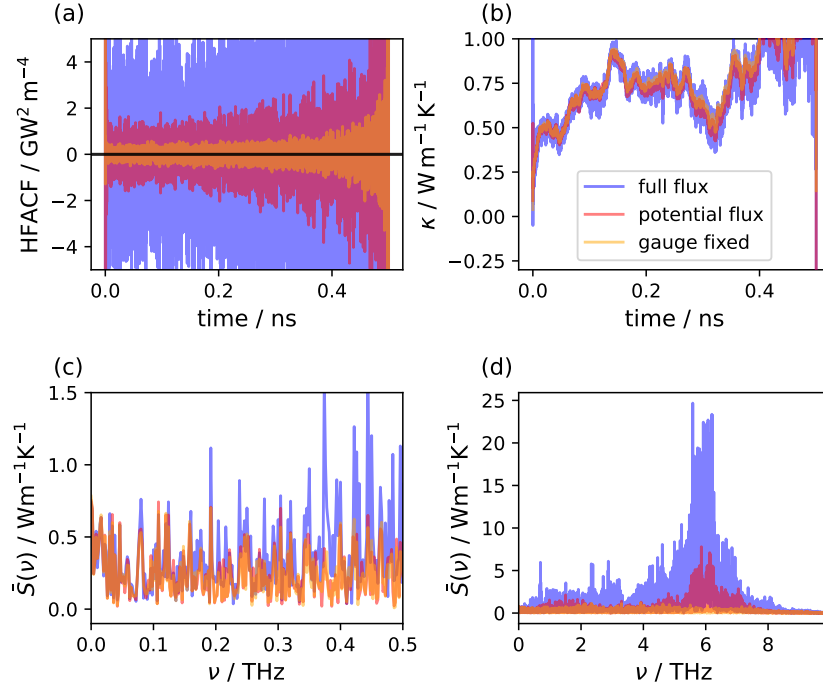 (a)
HFACF / GW² m⁻⁴
4
2
0
−2
−4
0.0
0.2
0.4
time / ns
(b)
κ / Wm⁻¹K⁻¹
1.00
0.75
0.50
0.25
0.00
−0.25
full flux
potential flux
gauge fixed
0.0
0.2
0.4
time / ns
(c)
S̄(ν) / Wm⁻¹K⁻¹
1.5
1.0
0.5
0.0
0.0
0.1
0.2
0.3
0.4
0.5
ν / THz
(d)
S̄(ν) / Wm⁻¹K⁻¹
25
20
15
10
5
0
0
2
4
6
8
ν / THz